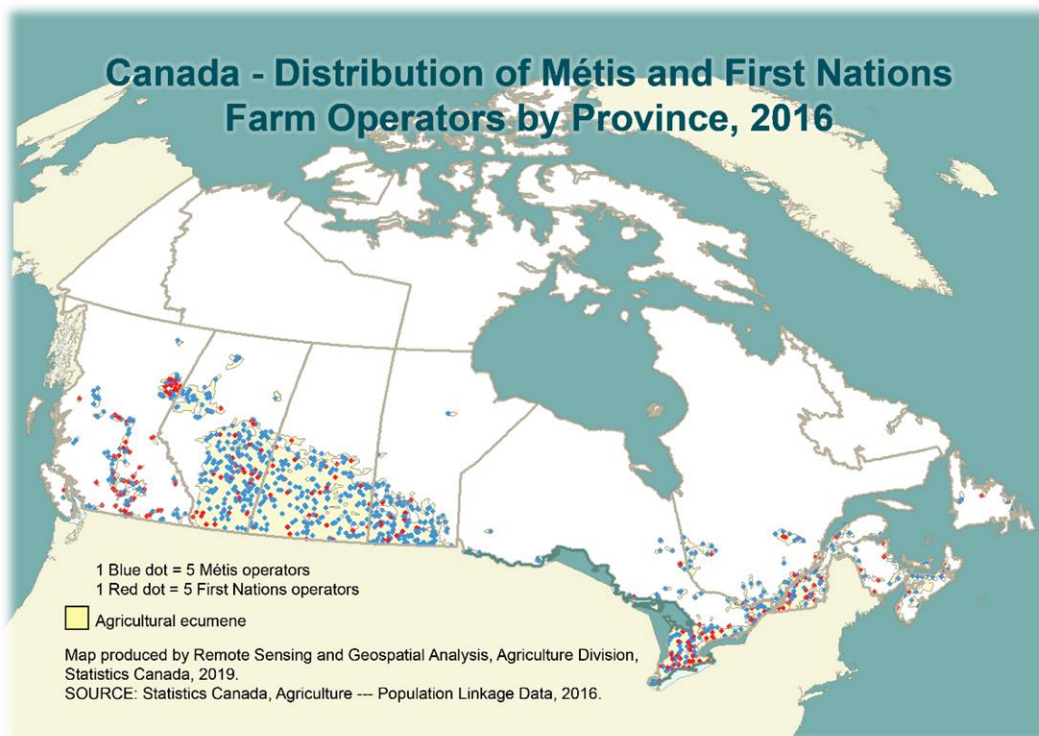 Canada - Distribution of Métis and First Nations
Farm Operators by Province, 2016
1 Blue dot = 5 Métis operators
1 Red dot = 5 First Nations operators
Agricultural ecumene
Map produced by Remote Sensing and Geospatial Analysis, Agriculture Division,
Statistics Canada, 2019.
SOURCE: Statistics Canada, Agriculture --- Population Linkage Data, 2016.